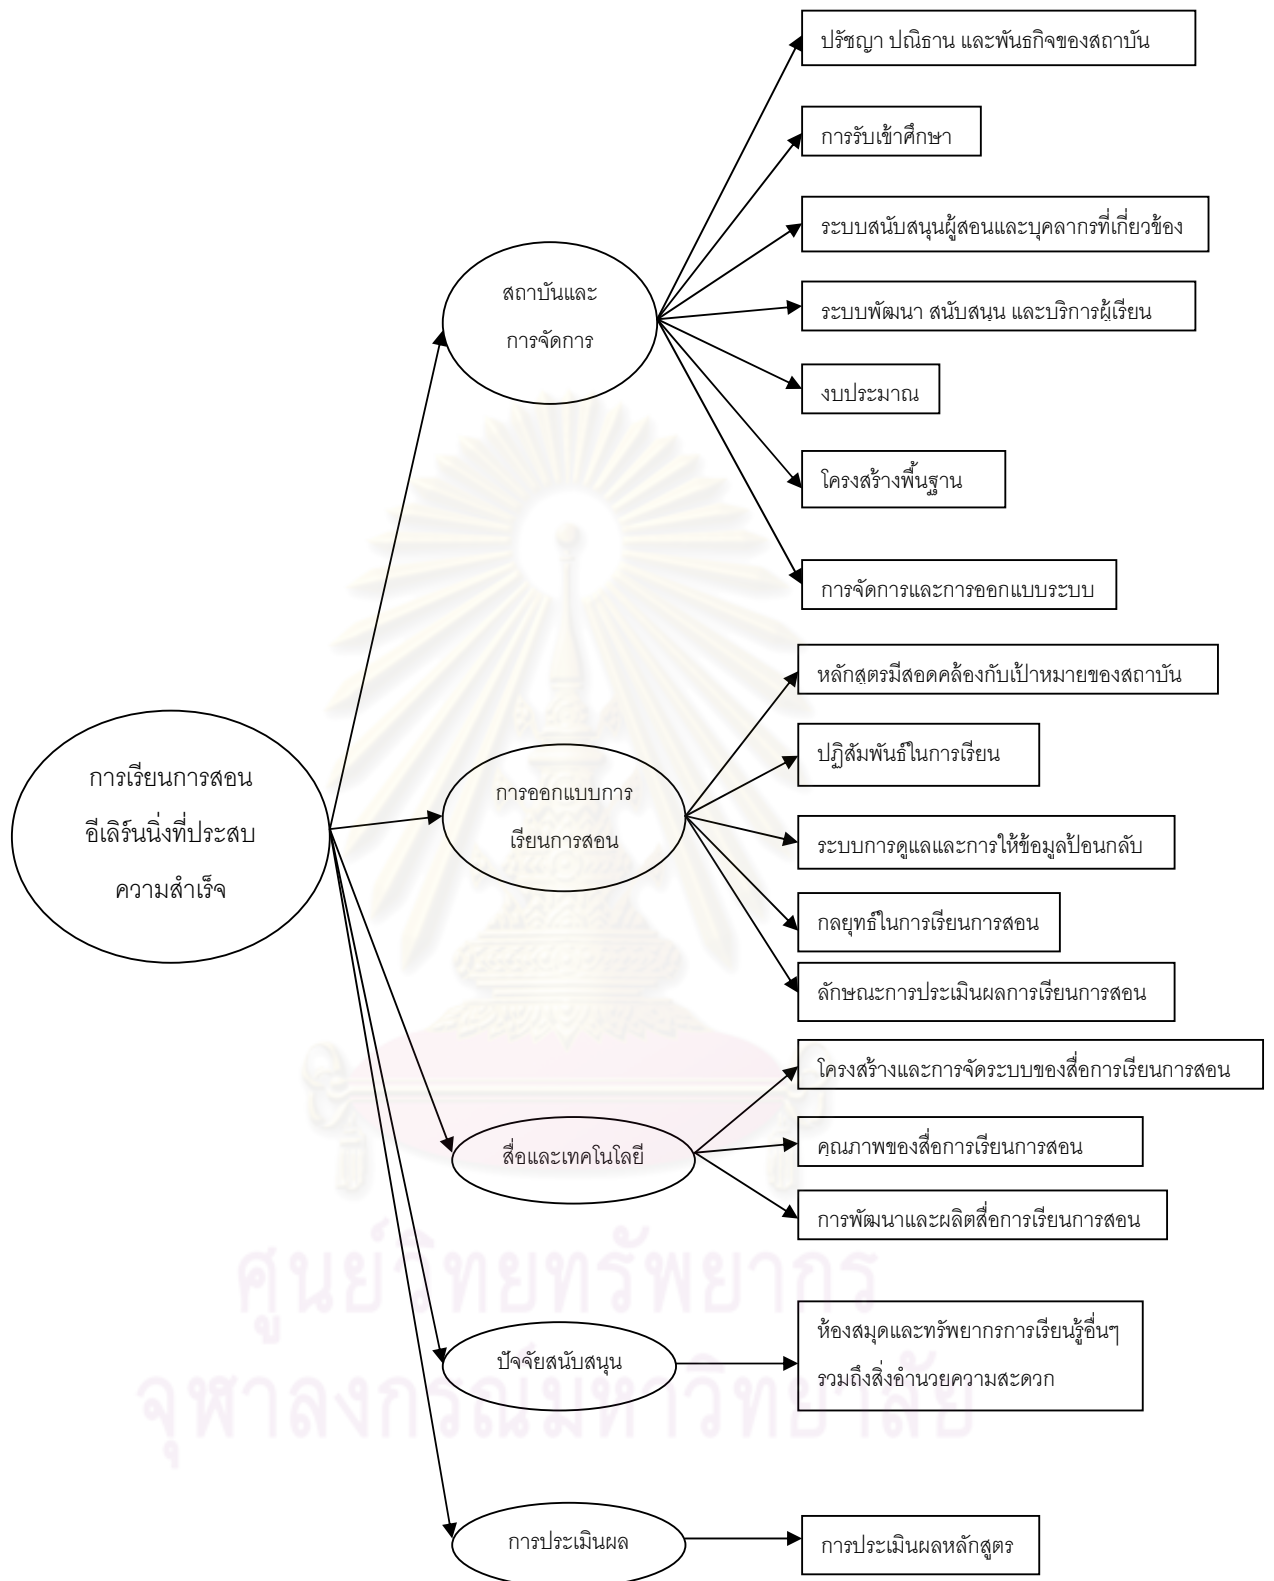 ปรัชญา ปณิธาน และพันธกิจของสถาบัน
การรับเข้าศึกษา
ระบบสนับสนุนผู้สอนและบุคลากรที่เกี่ยวข้อง
สถาบันและ
การจัดการ
ระบบพัฒนา สนับสนุน และบริการผู้เรียน
งบประมาณ
โครงสร้างพื้นฐาน
การจัดการและการออกแบบระบบ
การเรียนการสอน
อีเลิร์นนิ่งที่ประสบ
ความสำเร็จ
การออกแบบการ
เรียนการสอน
หลักสูตรมีสอดคล้องกับเป้าหมายของสถาบัน
ปฏิสัมพันธ์ในการเรียน
ระบบการดูแลและการให้ข้อมูลป้อนกลับ
กลยุทธ์ในการเรียนการสอน
ลักษณะการประเมินผลการเรียนการสอน
สื่อและเทคโนโลยี
โครงสร้างและการจัดระบบของสื่อการเรียนการสอน
คุณภาพของสื่อการเรียนการสอน
การพัฒนาและผลิตสื่อการเรียนการสอน
ปัจจัยสนับสนุน
ห้องสมุดและทรัพยากรการเรียนรู้อื่นๆ
รวมถึงสิ่งอำนวยความสะดวก
การประเมินผล
การประเมินผลหลักสูตร
ศูนย์วิทยทรัพยากร
จุฬาลงกรณ์มหาวิทยาลัย